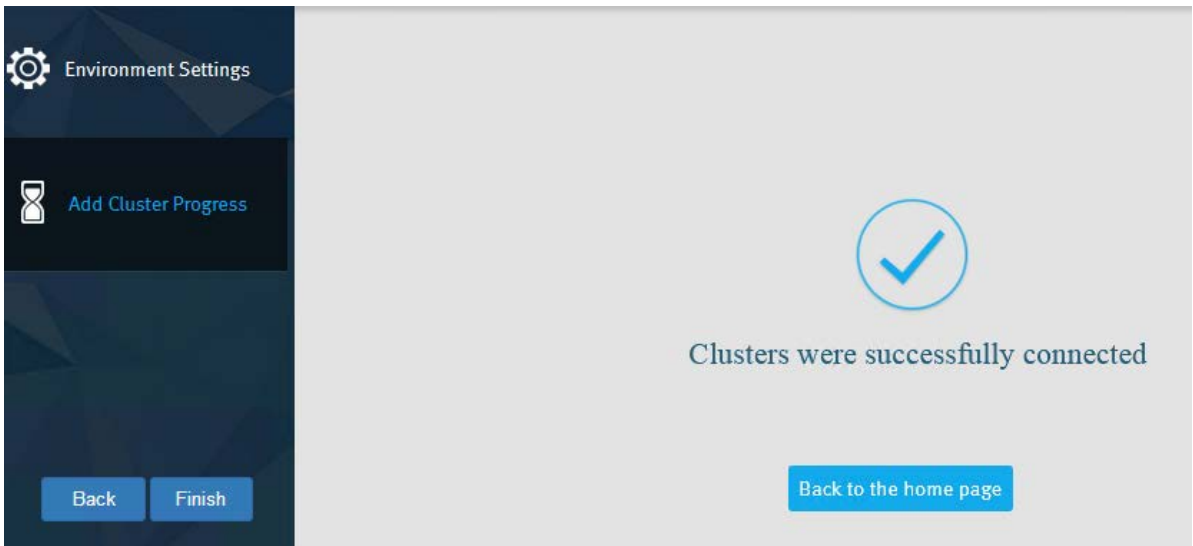 Environment Settings
Add Cluster Progress
Clusters were successfully connected
Back to the home page
Back
Finish